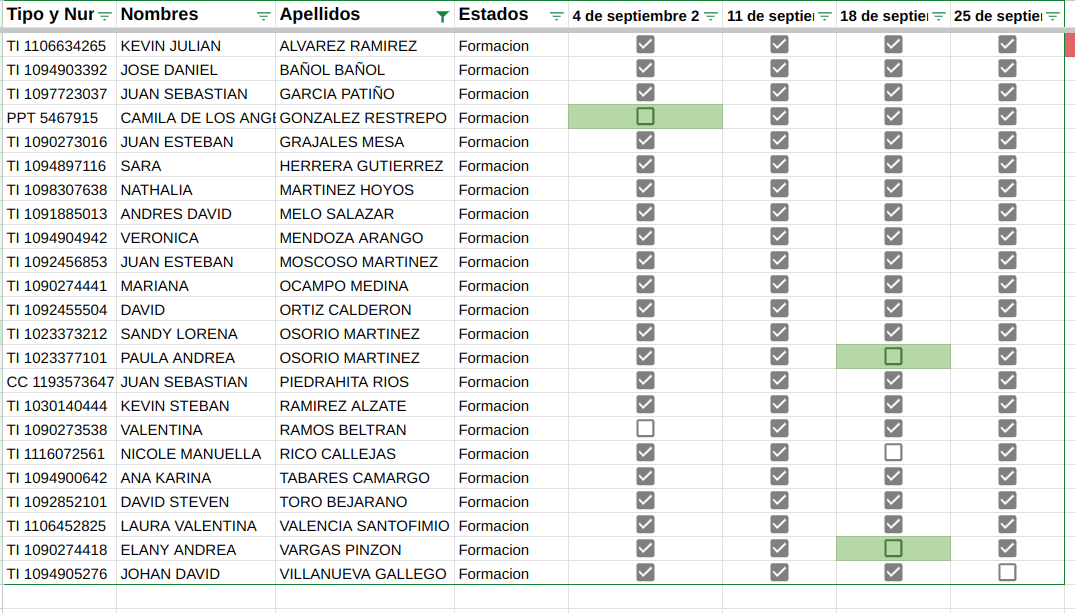 Tipo y Nur Nombres Apellidos Estados 4 de septiembre 2 11 de septie 18 de septie 25 de septie
TI 1106634265 KEVIN JULIAN ALVAREZ RAMIREZ Formacion
TI 1094903392 JOSE DANIEL BAÑOL BAÑOL Formacion
TI 1097723037 JUAN SEBASTIAN GARCIA PATIÑO Formacion
PPT 5467915 CAMILA DE LOS ANGE GONZALEZ RESTREPO Formacion
TI 1090273016 JUAN ESTEBAN GRAJALES MESA Formacion
TI 1094897116 SARA HERRERA GUTIERREZ Formacion
TI 1098307638 NATHALIA MARTINEZ HOYOS Formacion
TI 1091885013 ANDRES DAVID MELO SALAZAR Formacion
TI 1094904942 VERONICA MENDOZA ARANGO Formacion
TI 1092456853 JUAN ESTEBAN MOSCOSO MARTINEZ Formacion
TI 1090274441 MARIANA OCAMPO MEDINA Formacion
TI 1092455504 DAVID ORTIZ CALDERON Formacion
TI 1023373212 SANDY LORENA OSORIO MARTINEZ Formacion
TI 1023377101 PAULA ANDREA OSORIO MARTINEZ Formacion
CC 1193573647 JUAN SEBASTIAN PIEDRAHITA RIOS Formacion
TI 1030140444 KEVIN STEBAN RAMIREZ ALZATE Formacion
TI 1090273538 VALENTINA RAMOS BELTRAN Formacion
TI 1116072561 NICOLE MANUELLA RICO CALLEJAS Formacion
TI 1094900642 ANA KARINA TABARES CAMARGO Formacion
TI 1092852101 DAVID STEVEN TORO BEJARANO Formacion
TI 1106452825 LAURA VALENTINA VALENCIA SANTOFIMIO Formacion
TI 1090274418 ELANY ANDREA VARGAS PINZON Formacion
TI 1094905276 JOHAN DAVID VILLANUEVA GALLEGO Formacion